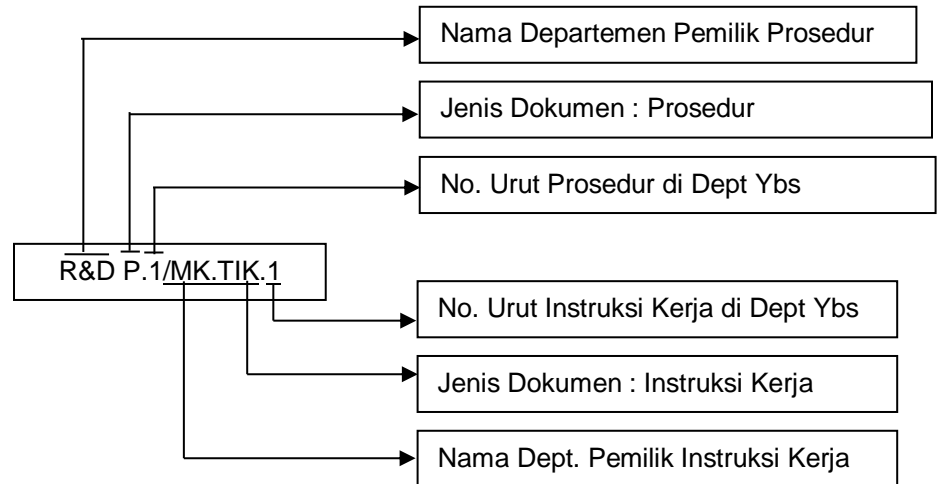 Nama Departemen Pemilik Prosedur
Jenis Dokumen : Prosedur
No. Urut Prosedur di Dept Ybs
R&D P.1/MK.TIK.1
No. Urut Instruksi Kerja di Dept Ybs
Jenis Dokumen : Instruksi Kerja
Nama Dept. Pemilik Instruksi Kerja